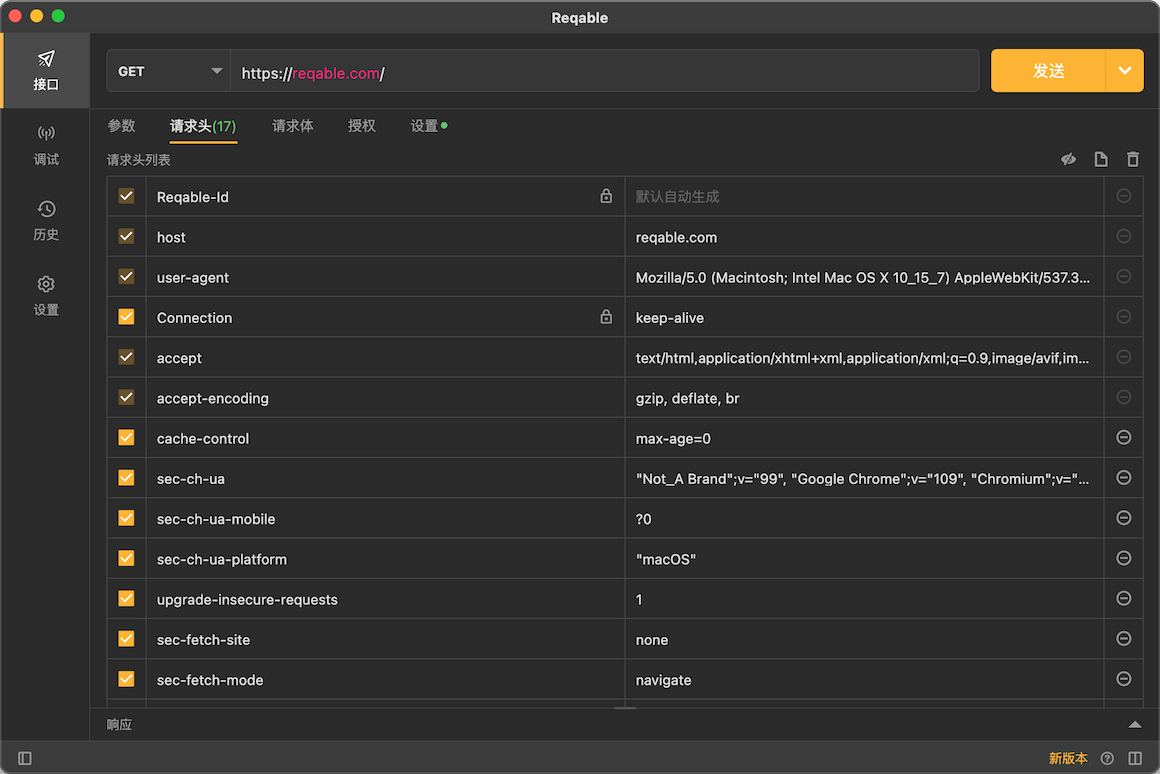 Reqable
接口
调试
历史
设置
GET
https://reqable.com/
发送
参数
请求头(17)
请求体
授权
设置
请求头列表
Reqable-Id 默认自动生成
host reqable.com
user-agent Mozilla/5.0 (Macintosh; Intel Mac OS X 10_15_7) AppleWebKit/537.3...
Connection keep-alive
accept text/html,application/xhtml+xml,application/xml;q=0.9,image/avif,im...
accept-encoding gzip, deflate, br
cache-control max-age=0
sec-ch-ua "Not_A Brand";v="99", "Google Chrome";v="109", "Chromium";v="...
sec-ch-ua-mobile ?0
sec-ch-ua-platform "macOS"
upgrade-insecure-requests 1
sec-fetch-site none
sec-fetch-mode navigate
响应
新版本